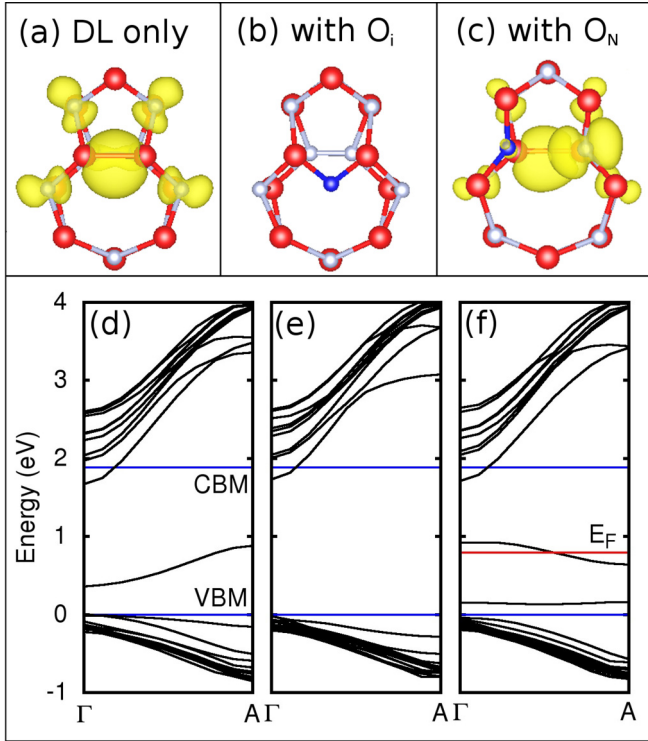 (a) DL only
(b) with Oᵢ
(c) with O_N
(d)
(e)
(f)
Energy (eV)
4
3
2
1
0
-1
CBM
VBM
E_F
Γ
A
Γ
A
Γ
A